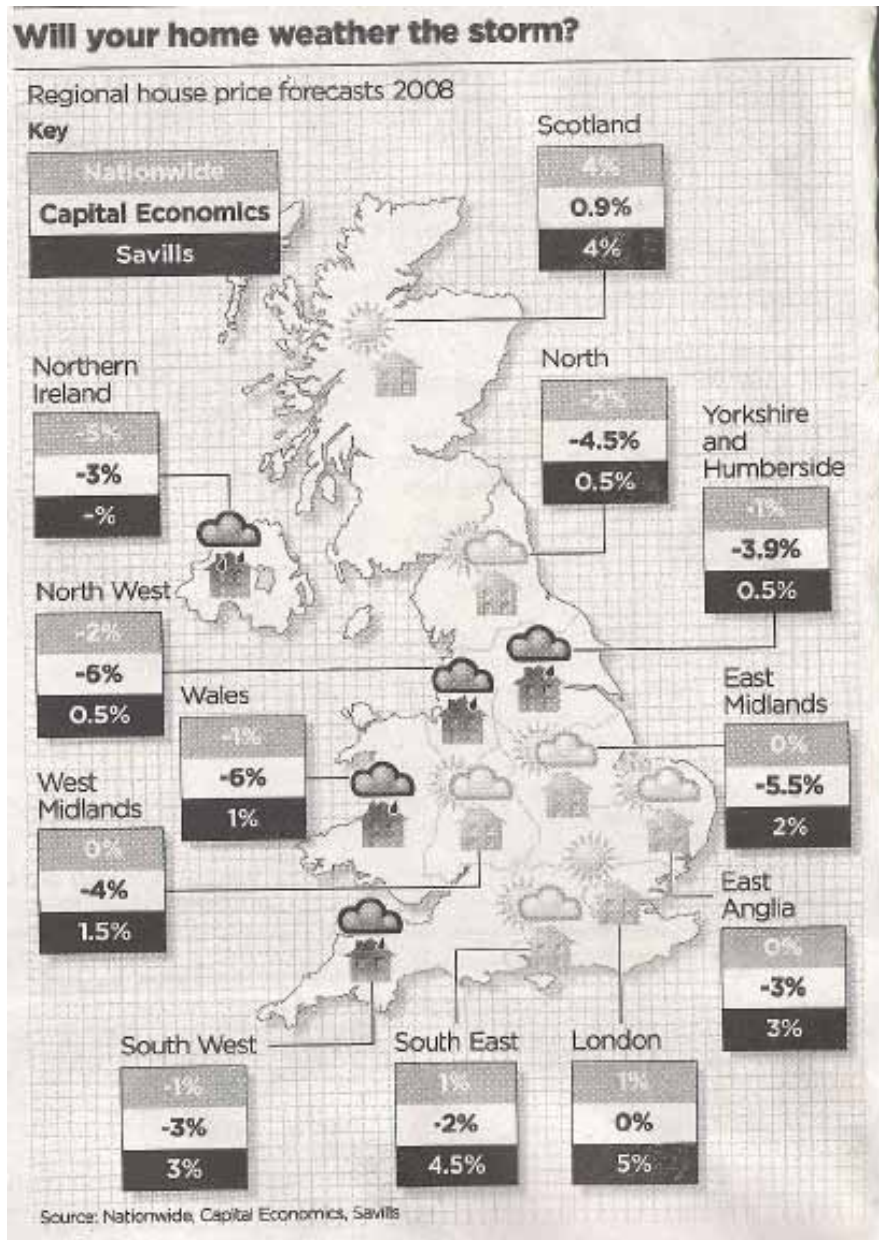 Will your home weather the storm?
Regional house price forecasts 2008
Key
Nationwide
Capital Economics
Savills
Scotland
4%
0.9%
4%
North
-2%
-4.5%
0.5%
Northern
Ireland
-3%
-%
Yorkshire
and
Humberside
-1%
-3.9%
0.5%
North West
-2%
-6%
0.5%
Wales
-1%
-6%
1%
East
Midlands
0%
-5.5%
2%
West
Midlands
0%
-4%
1.5%
East
Anglia
0%
-3%
3%
South West
-1%
-3%
3%
South East
1%
-2%
4.5%
London
1%
0%
5%
Source: Nationwide, Capital Economics, Savills